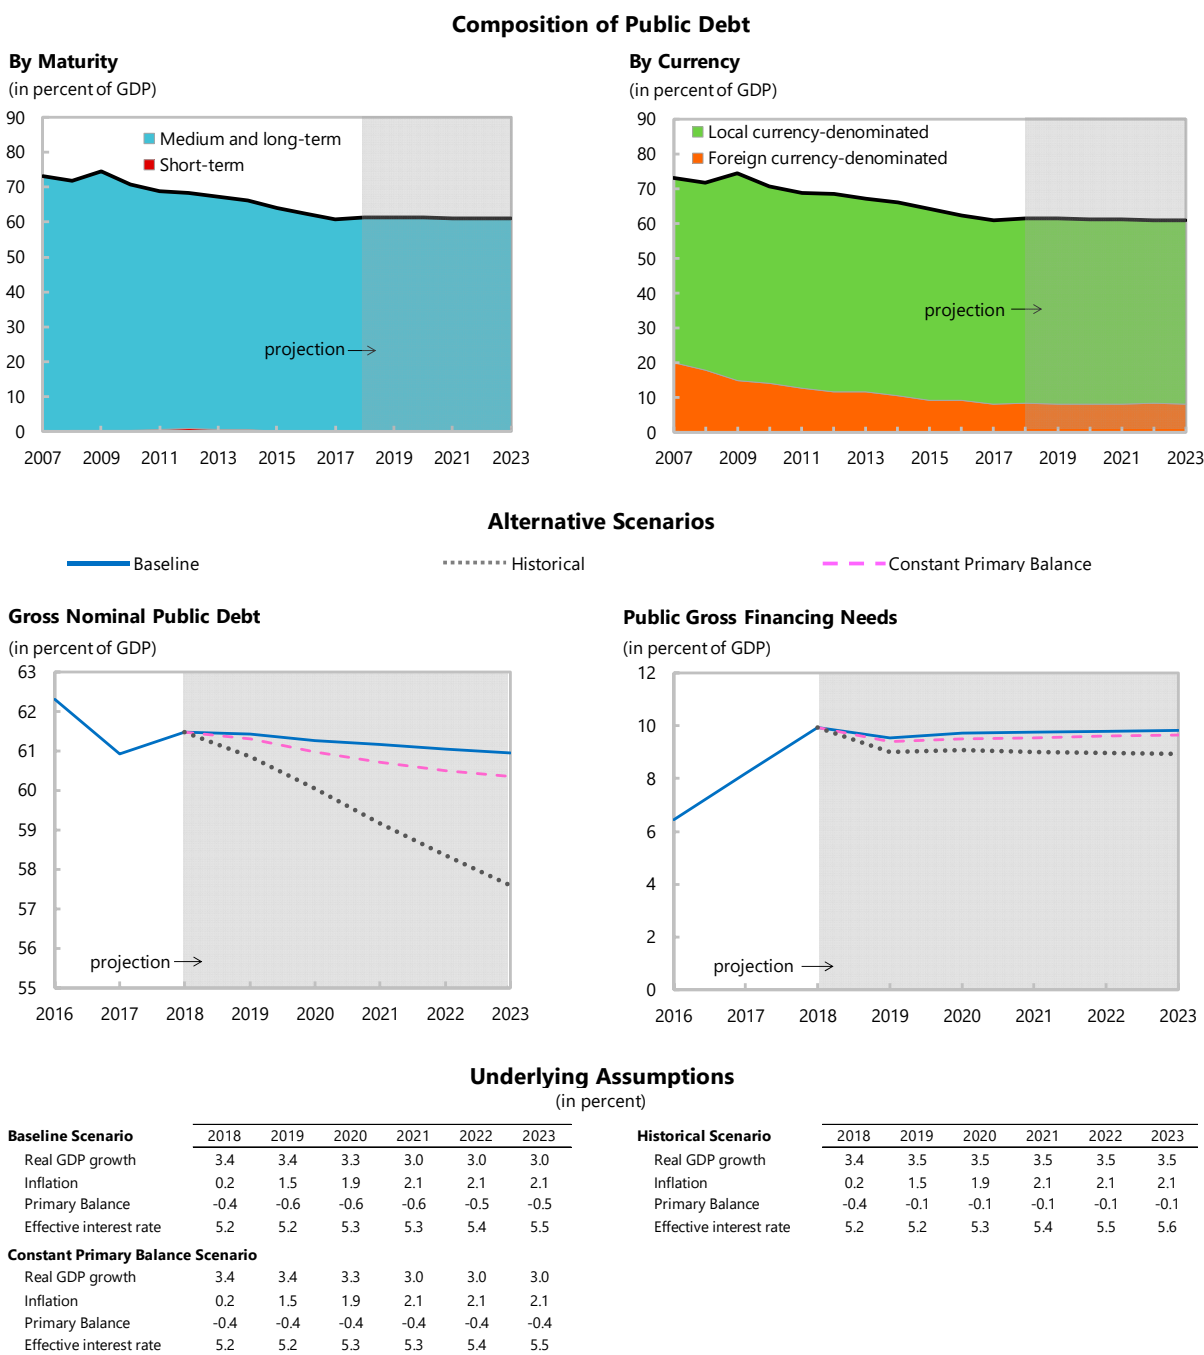 Composition of Public Debt
By Maturity
(in percent of GDP)
90
80
70
60
50
40
30
20
10
0
Medium and long-term
Short-term
projection
2007 2009 2011 2013 2015 2017 2019 2021 2023
By Currency
(in percent of GDP)
90
80
70
60
50
40
30
20
10
0
Local currency-denominated
Foreign currency-denominated
projection
2007 2009 2011 2013 2015 2017 2019 2021 2023
Alternative Scenarios
Baseline
Historical
Constant Primary Balance
Gross Nominal Public Debt
(in percent of GDP)
63
62
61
60
59
58
57
56
55
projection
2016 2017 2018 2019 2020 2021 2022 2023
Public Gross Financing Needs
(in percent of GDP)
12
10
8
6
4
2
0
projection
2016 2017 2018 2019 2020 2021 2022 2023
Underlying Assumptions
(in percent)
Baseline Scenario 2018 2019 2020 2021 2022 2023
Real GDP growth 3.4 3.4 3.3 3.0 3.0 3.0
Inflation 0.2 1.5 1.9 2.1 2.1 2.1
Primary Balance -0.4 -0.6 -0.6 -0.6 -0.5 -0.5
Effective interest rate 5.2 5.2 5.3 5.3 5.4 5.5
Constant Primary Balance Scenario
Real GDP growth 3.4 3.4 3.3 3.0 3.0 3.0
Inflation 0.2 1.5 1.9 2.1 2.1 2.1
Primary Balance -0.4 -0.4 -0.4 -0.4 -0.4 -0.4
Effective interest rate 5.2 5.2 5.3 5.3 5.4 5.5
Historical Scenario 2018 2019 2020 2021 2022 2023
Real GDP growth 3.4 3.5 3.5 3.5 3.5 3.5
Inflation 0.2 1.5 1.9 2.1 2.1 2.1
Primary Balance -0.4 -0.1 -0.1 -0.1 -0.1 -0.1
Effective interest rate 5.2 5.2 5.3 5.4 5.5 5.6